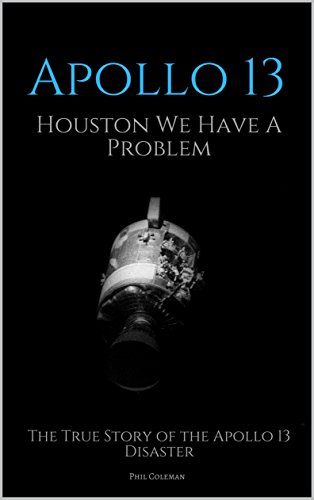 Apollo 13
Houston We Have A
Problem
The True Story of the Apollo 13
Disaster
Phil Coleman